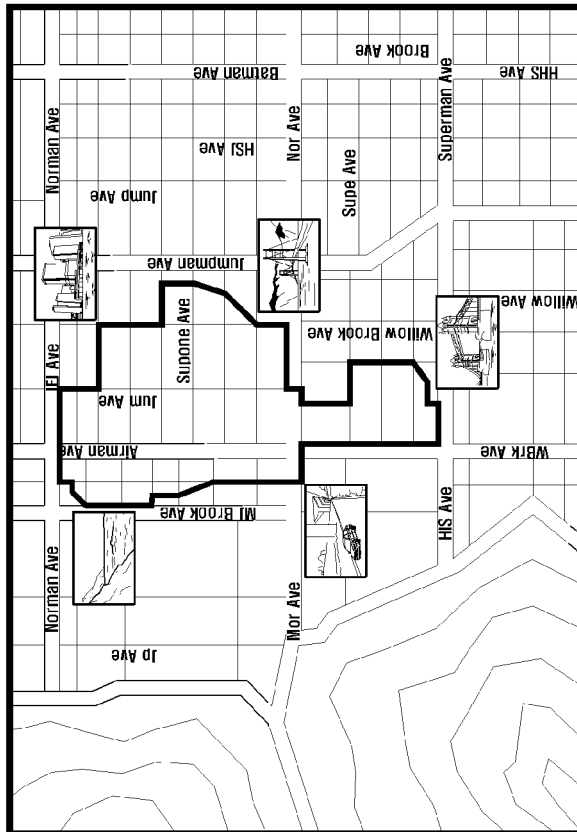 Brook Ave
Batman Ave
HHS Ave
Norman Ave
HSJ Ave
Nor Ave
Superman Ave
Supe Ave
Jump Ave
Jumpman Ave
Willow Ave
Willow Brook Ave
Supone Ave
Ave
Jum Ave
Airman Ave
WBrk Ave
MJ Brook Ave
HIS Ave
Norman Ave
Mor Ave
Jp Ave